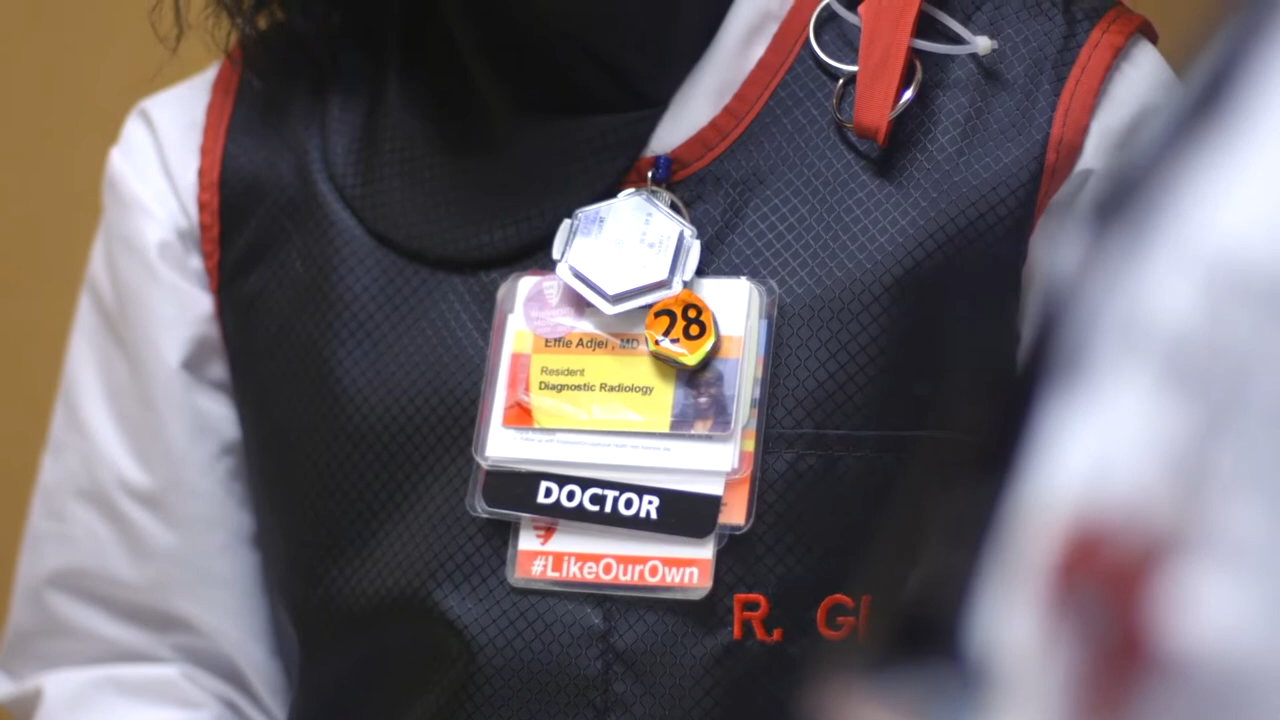 28
Effie Adjei , MD
Resident
Diagnostic Radiology
DOCTOR
#LikeOurOwn
R. G